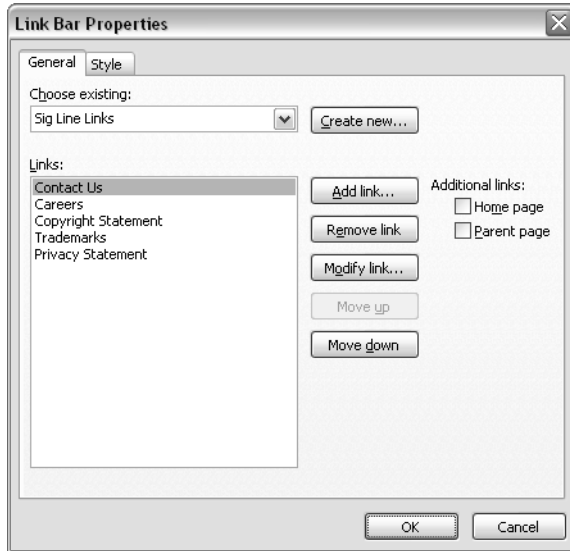 Link Bar Properties
General Style
Choose existing:
Sig Line Links
Create new...
Links:
Contact Us
Careers
Copyright Statement
Trademarks
Privacy Statement
Add link...
Remove link
Modify link...
Move up
Move down
Additional links:
Home page
Parent page
OK Cancel